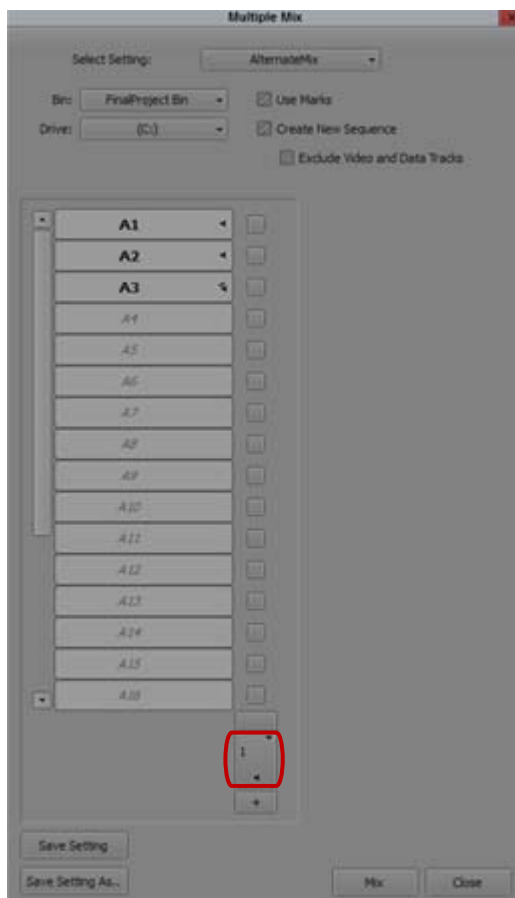 Multiple Mix
Select Setting: AlternateMix
Bin: FinalProject Bin Use Marks
Drive: (C:) Create New Sequence
Exclude Video and Data Tracks
A1
A2
A3
A4
A5
A6
A7
A8
A9
A10
A11
A12
A13
A14
A15
A16
1
+
Save Setting
Save Setting As... Mix Close